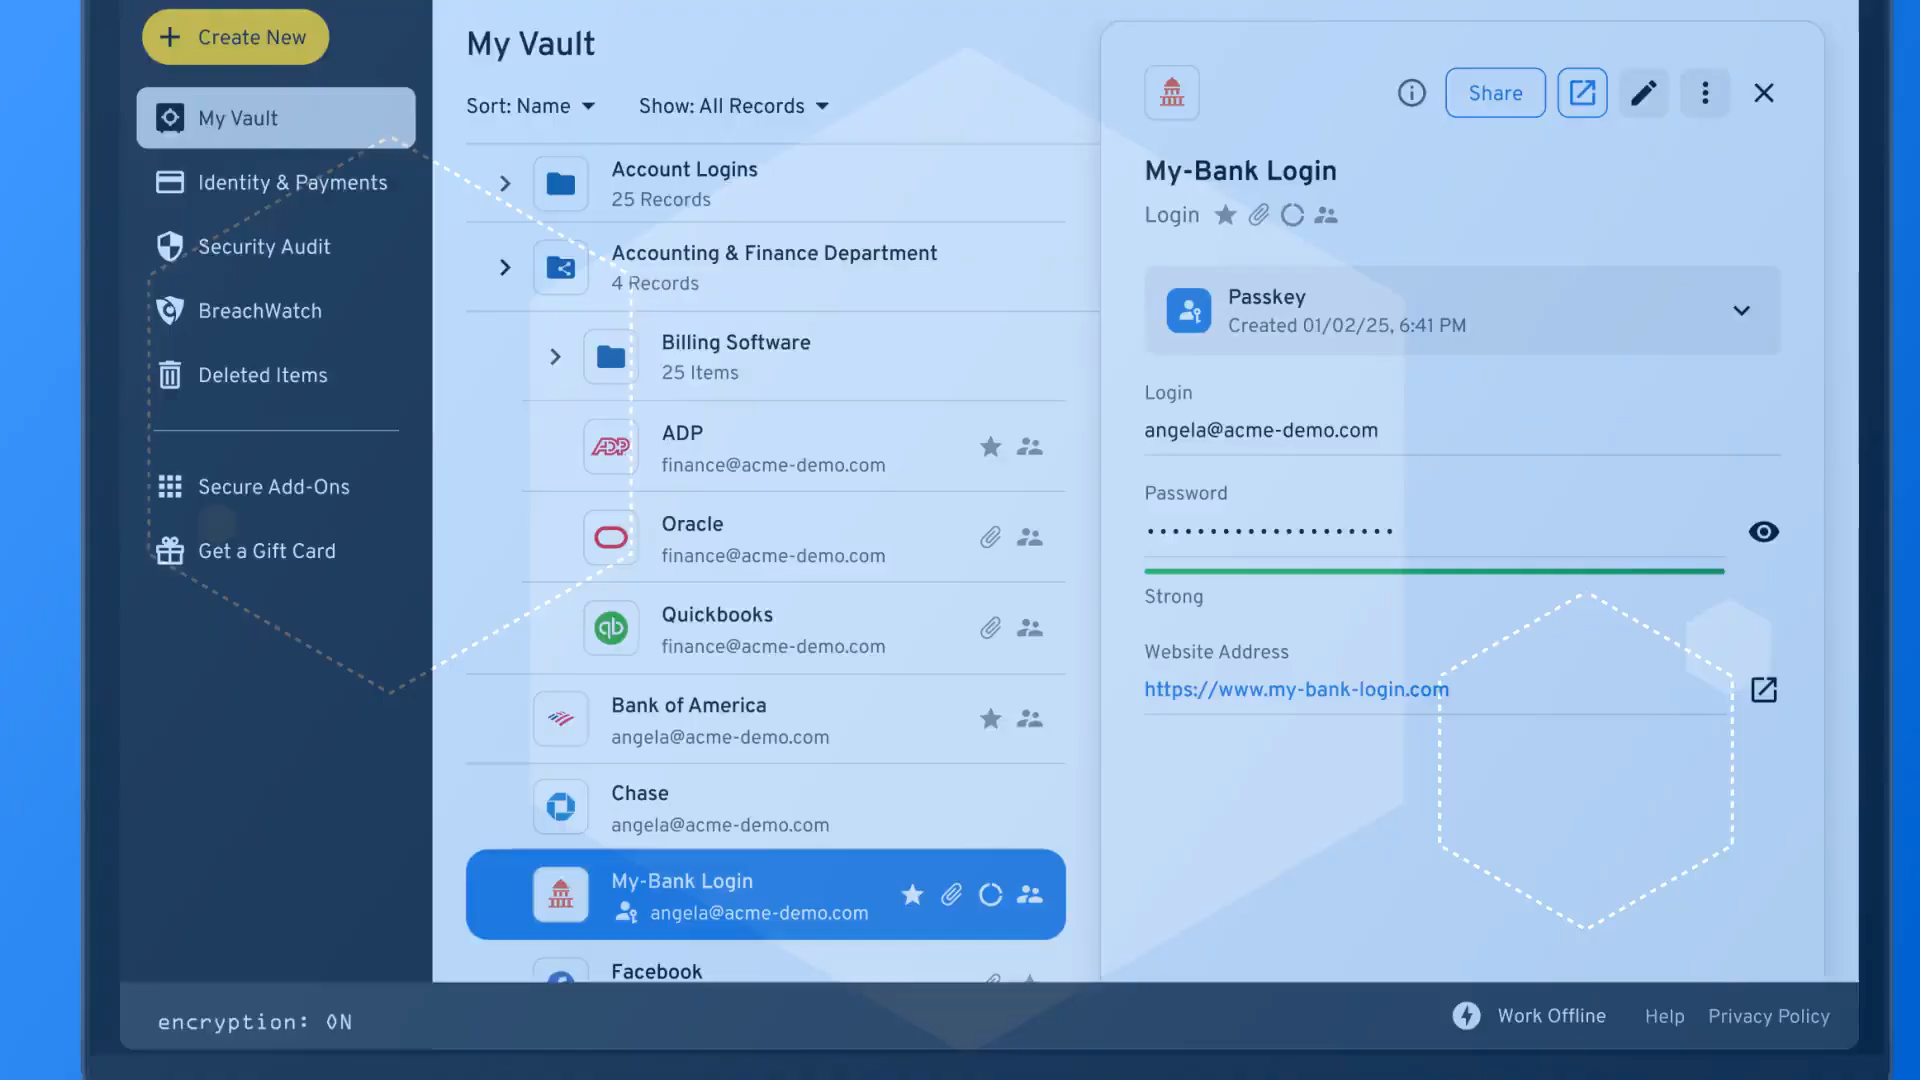 Create New
My Vault
Identity & Payments
Security Audit
BreachWatch
Deleted Items
Secure Add-Ons
Get a Gift Card
My Vault
Sort: Name
Show: All Records
Account Logins
25 Records
Accounting & Finance Department
4 Records
Billing Software
25 Items
ADP
ADP
finance@acme-demo.com
Oracle
finance@acme-demo.com
qb
Quickbooks
finance@acme-demo.com
Bank of America
angela@acme-demo.com
Chase
angela@acme-demo.com
My-Bank Login
angela@acme-demo.com
Facebook
Share
My-Bank Login
Login
Passkey
Created 01/02/25, 6:41 PM
Login
angela@acme-demo.com
Password
Strong
Website Address
https://www.my-bank-login.com
encryption: ON
Work Offline
Help
Privacy Policy